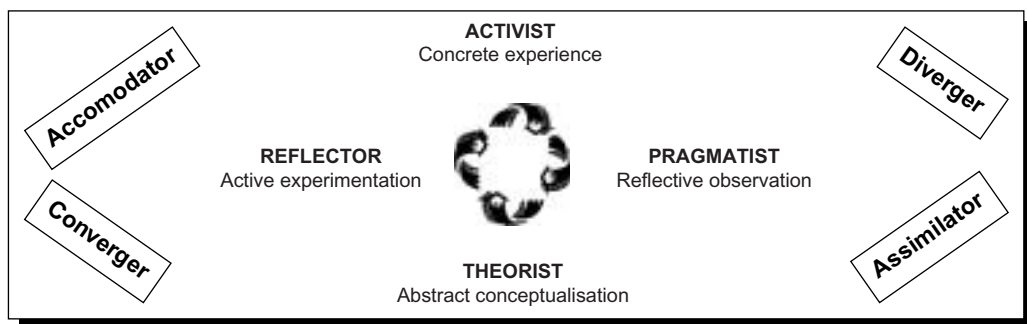 ACTIVIST
Concrete experience
Accomodator
Diverger
REFLECTOR
Active experimentation
PRAGMATIST
Reflective observation
Converger
Assimilator
THEORIST
Abstract conceptualisation